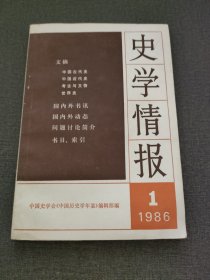 史学情报
文摘
中国古代史
中国近代史
考古与文物
世界史
国内外书讯
国内外动态
问题讨论简介
书目、索引
1
1986
中国史学会《中国历史学年鉴》编辑部编